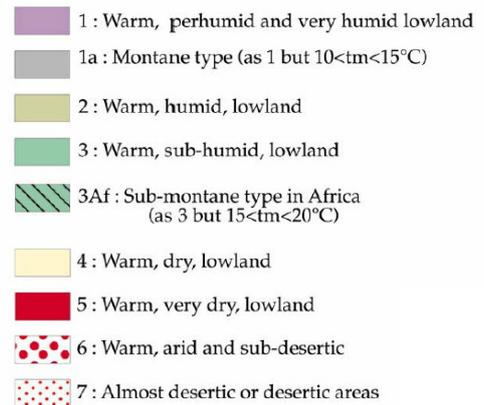 1 : Warm, perhumid and very humid lowland
1a : Montane type (as 1 but 10<tm<15°C)
2 : Warm, humid, lowland
3 : Warm, sub-humid, lowland
3Af : Sub-montane type in Africa
(as 3 but 15<tm<20°C)
4 : Warm, dry, lowland
5 : Warm, very dry, lowland
6 : Warm, arid and sub-desertic
7 : Almost desertic or desertic areas